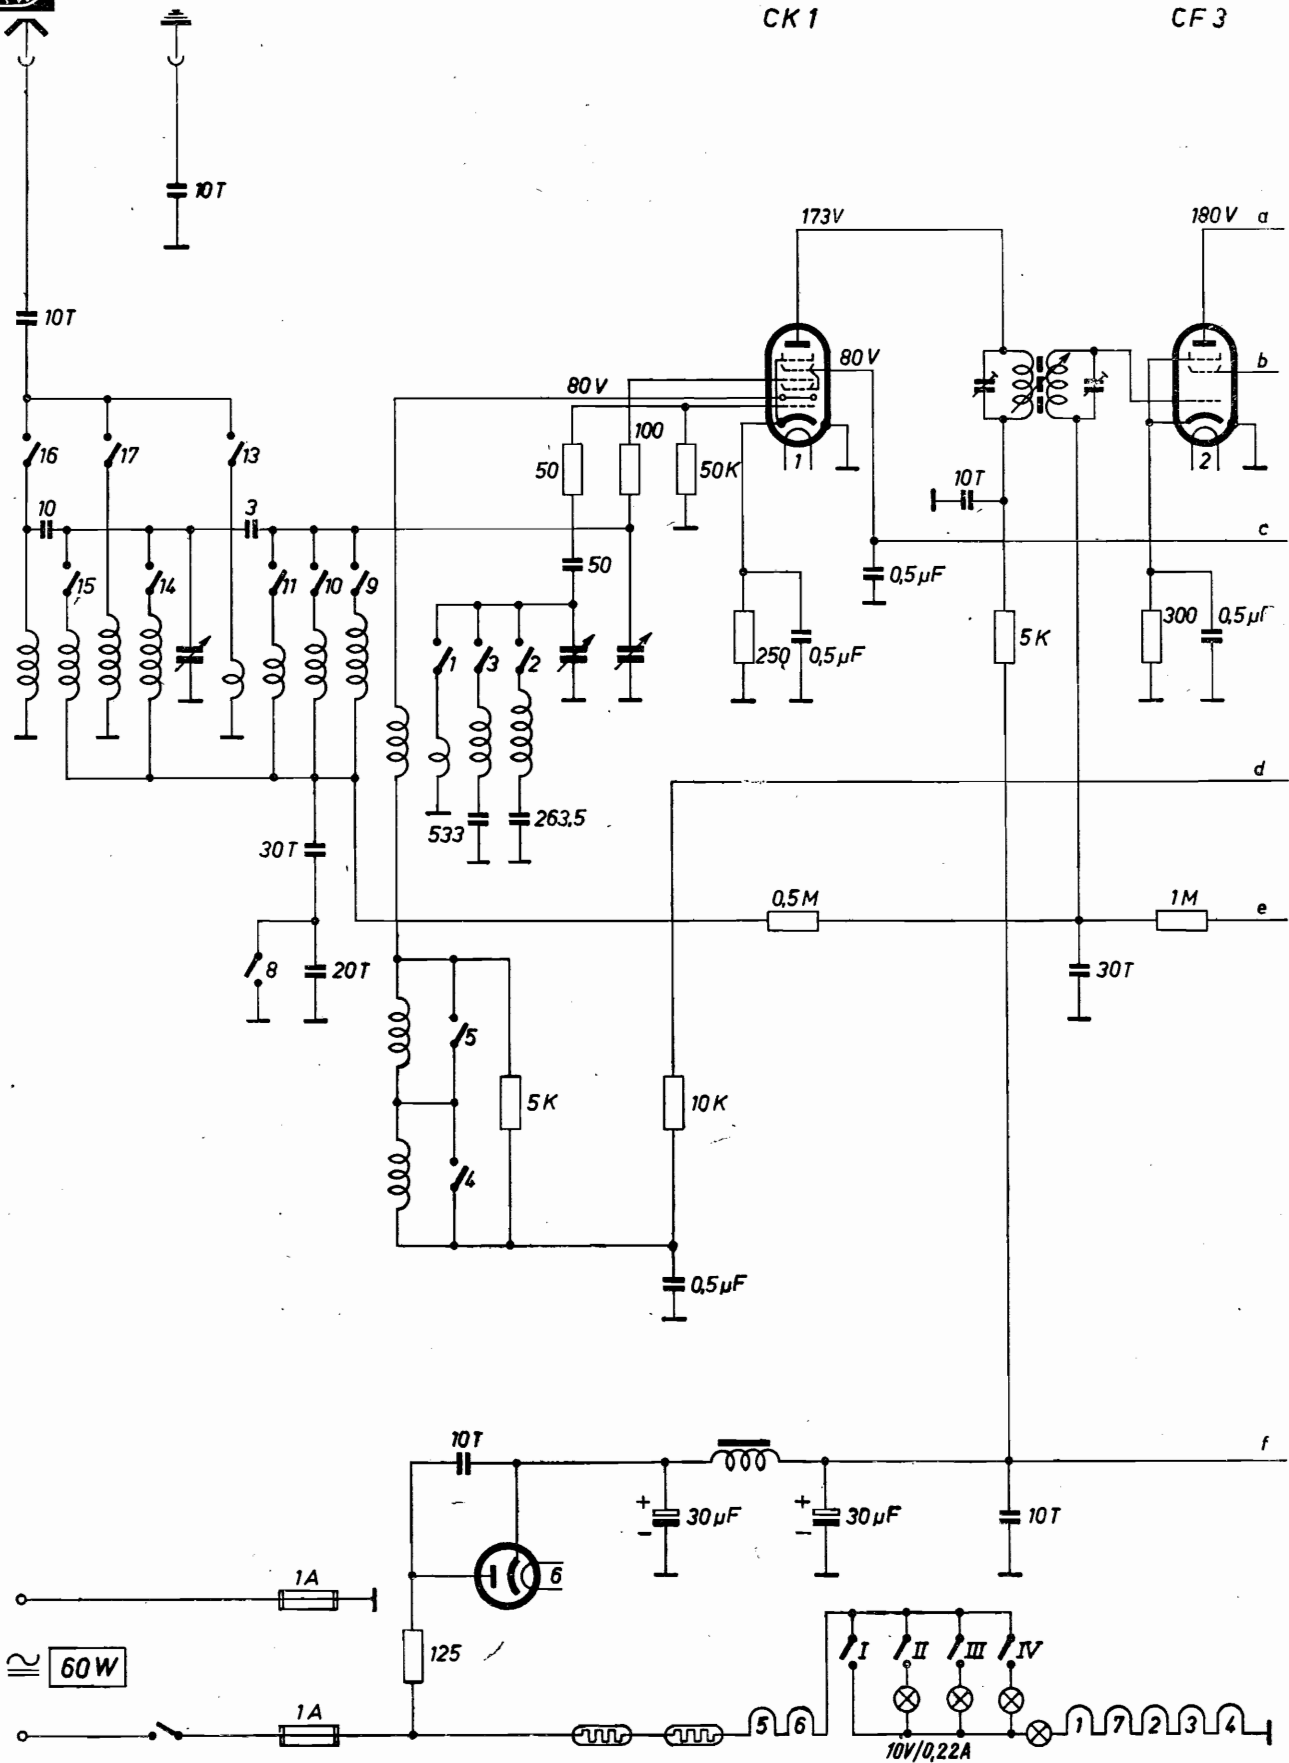 CK1 CF3
10T
173V 180V a
10T
80V
80V b
16 17 13 50 100 50K 1 2
10T
10 3
c
15 14 11 10 9 50 0,5µF
1 3 2 250 0,5µF 5K 300 0,5µF
d
533 263,5
30T
0,5M 1M e
8 20T 30T
5
5K 10K
4
0,5µF
10T f
+ 30µF + 30µF 10T
- -
6
1A
125 I II III IV
60W
1A 5 6 1 7 2 3 4
10V/0,22A